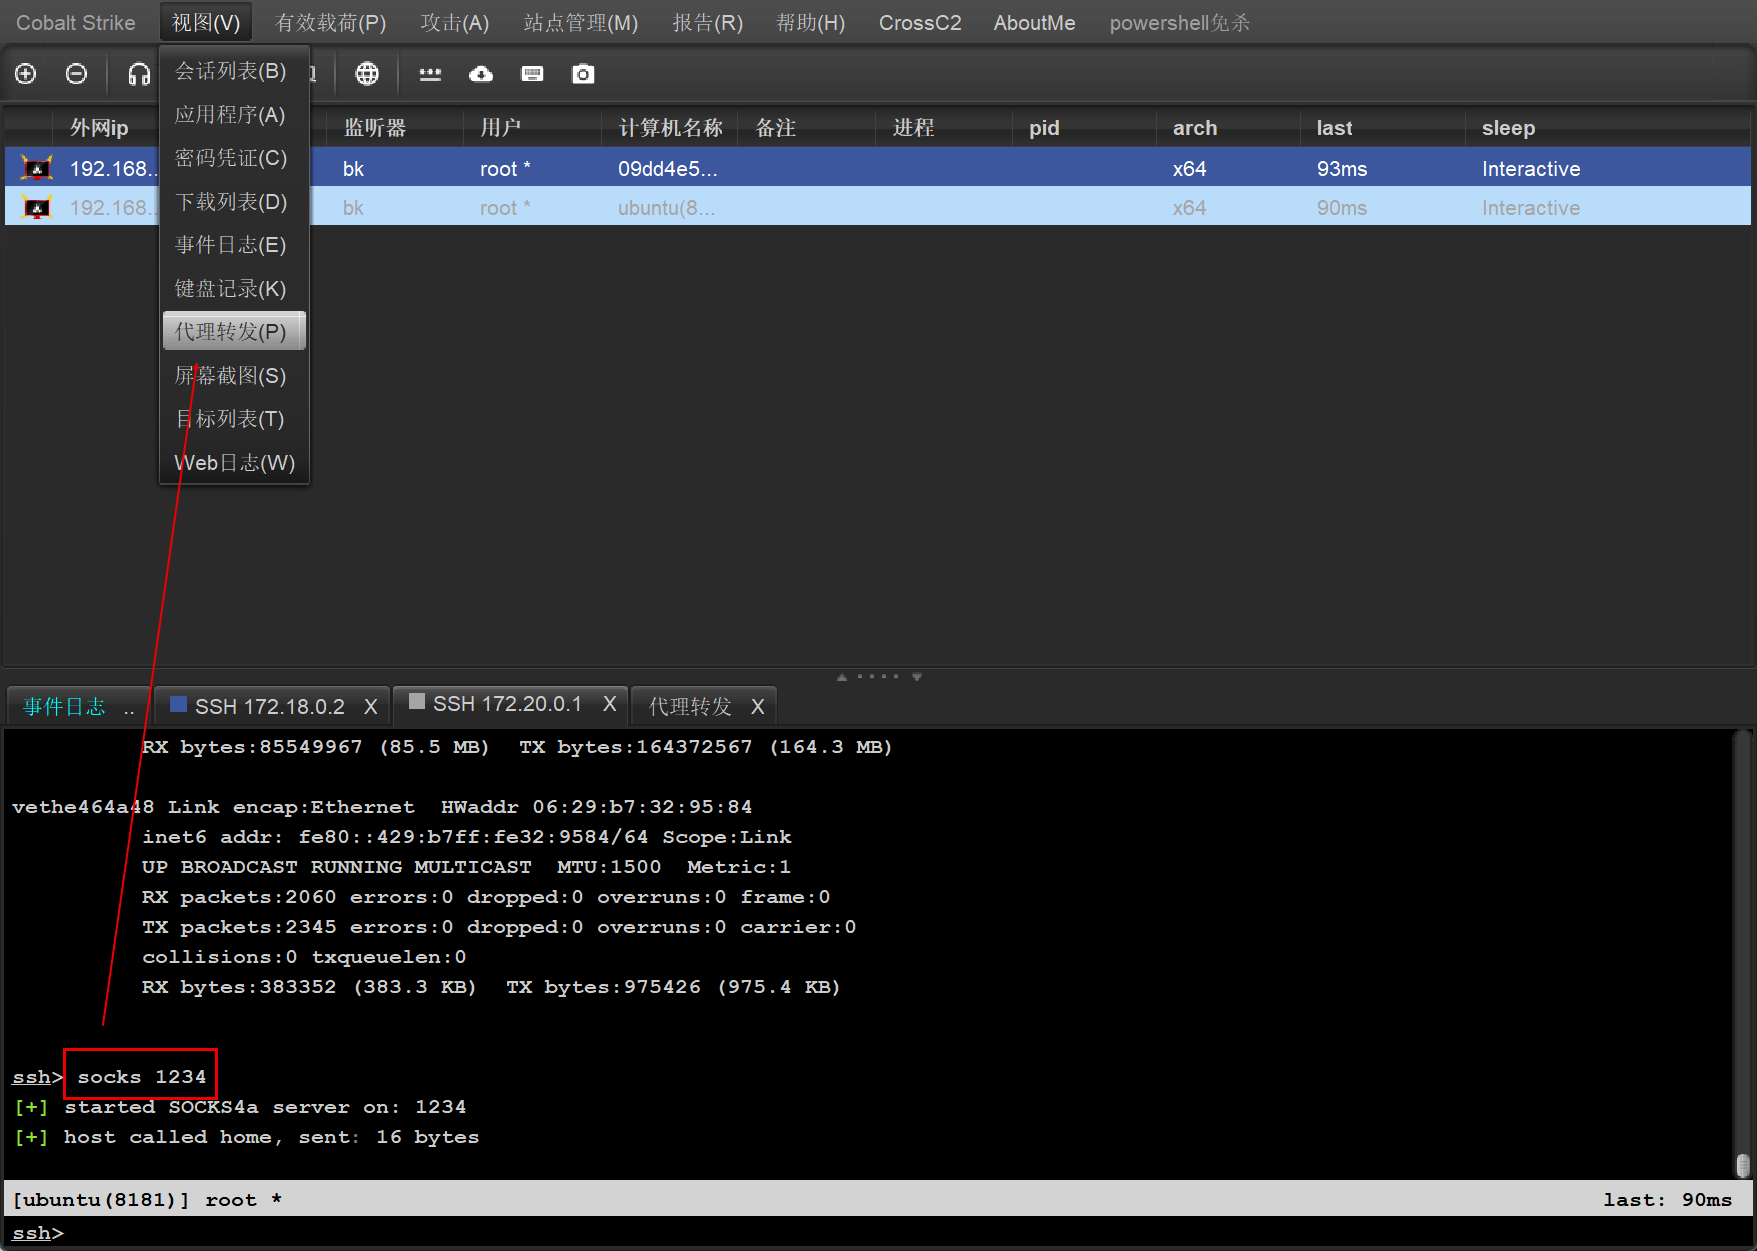 Cobalt Strike 视图(V) 有效载荷(P) 攻击(A) 站点管理(M) 报告(R) 帮助(H) CrossC2 AboutMe powershell免杀
会话列表(B)
应用程序(A)
密码凭证(C)
下载列表(D)
事件日志(E)
键盘记录(K)
代理转发(P)
屏幕截图(S)
目标列表(T)
Web日志(W)
外网ip 监听器 用户 计算机名称 备注 进程 pid arch last sleep
192.168... bk root * 09dd4e5... x64 93ms Interactive
192.168... bk root * ubuntu(8... x64 90ms Interactive
事件日志 .. SSH 172.18.0.2 X SSH 172.20.0.1 X 代理转发 X
RX bytes:85549967 (85.5 MB)  TX bytes:164372567 (164.3 MB)
vethe464a48 Link encap:Ethernet  HWaddr 06:29:b7:32:95:84
inet6 addr: fe80::429:b7ff:fe32:9584/64 Scope:Link
UP BROADCAST RUNNING MULTICAST  MTU:1500  Metric:1
RX packets:2060 errors:0 dropped:0 overruns:0 frame:0
TX packets:2345 errors:0 dropped:0 overruns:0 carrier:0
collisions:0 txqueuelen:0
RX bytes:383352 (383.3 KB)  TX bytes:975426 (975.4 KB)
ssh> socks 1234
[+] started SOCKS4a server on: 1234
[+] host called home, sent: 16 bytes
[ubuntu(8181)] root * last: 90ms
ssh>